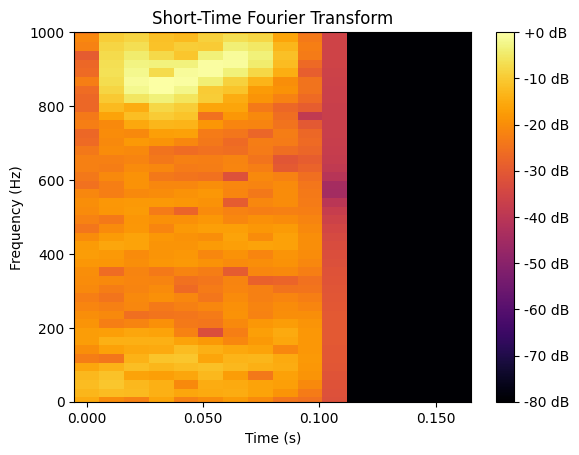 Short-Time Fourier Transform
Frequency (Hz)
1000
800
600
400
200
0
0.000
0.050
0.100
0.150
Time (s)
+0 dB
-10 dB
-20 dB
-30 dB
-40 dB
-50 dB
-60 dB
-70 dB
-80 dB